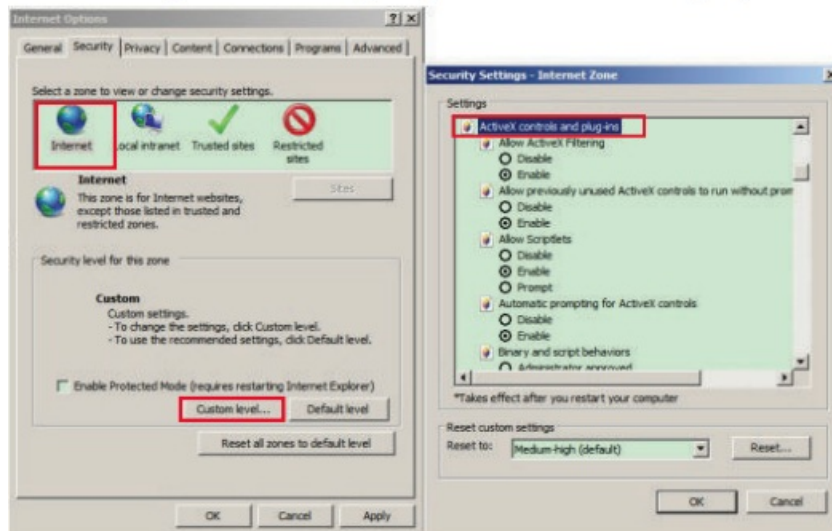 Internet Options
General Security Privacy Content Connections Programs Advanced
Select a zone to view or change security settings.
Internet
ocal intranet
Trusted sites
Restricted
sites
Internet
This zone is for Internet websites,
except those listed in trusted and
restricted zones.
Sites
Security level for this zone
Custom
Custom settings.
- To change the settings, click Custom level.
- To use the recommended settings, click Default level.
Enable Protected Mode (requires restarting Internet Explorer)
Custom level... Default level
Reset all zones to default level
OK Cancel Apply
Security Settings - Internet Zone
Settings
ActiveX controls and plug-ins
Allow ActiveX Filtering
Disable
Enable
Allow previously unused ActiveX controls to run without prom
Disable
Enable
Allow Scriptlets
Disable
Enable
Prompt
Automatic prompting for ActiveX controls
Disable
Enable
Binary and script behaviors
Administrator approved
*Takes effect after you restart your computer
Reset custom settings
Reset to: Medium-high (default) Reset...
OK Cancel